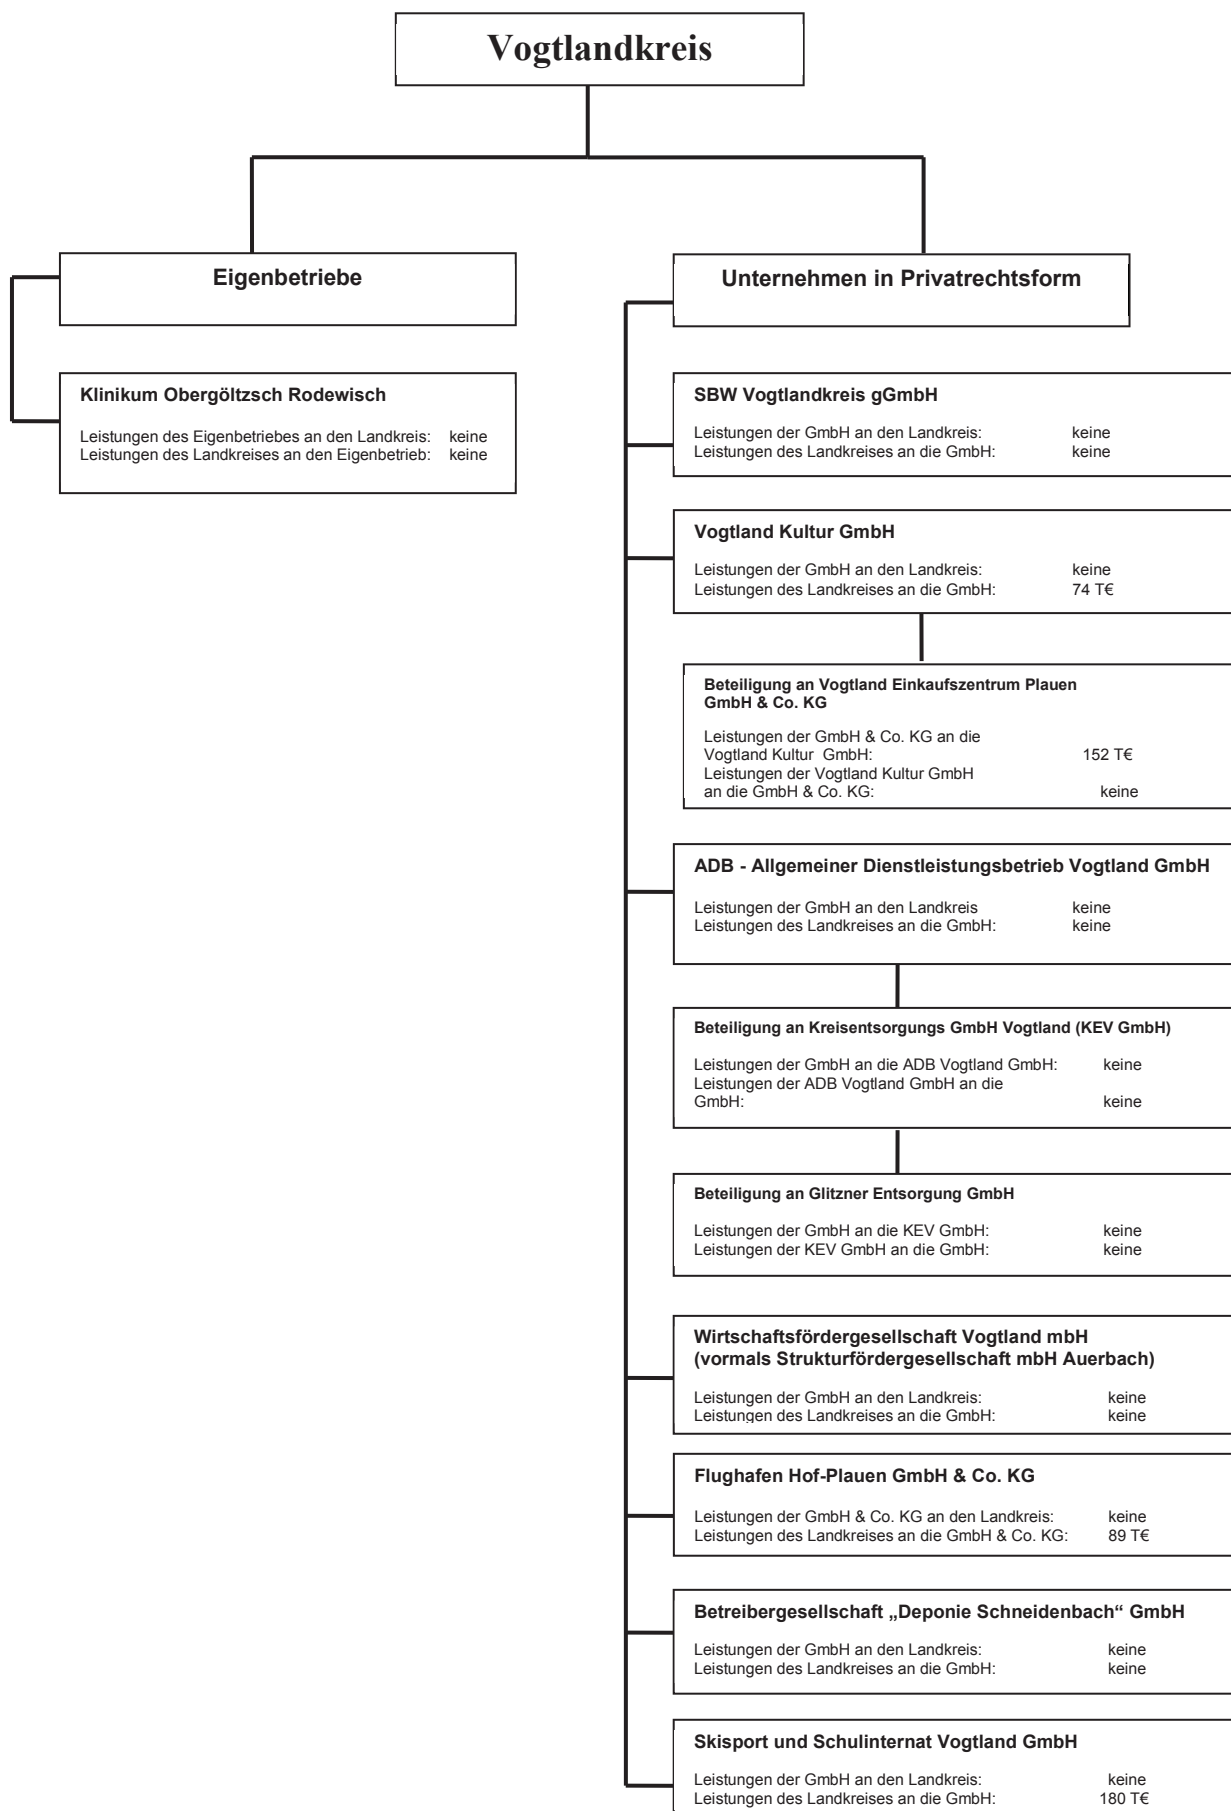 Vogtlandkreis
Eigenbetriebe
Klinikum Obergöltzsch Rodewisch
Leistungen des Eigenbetriebes an den Landkreis: keine
Leistungen des Landkreises an den Eigenbetrieb: keine
Unternehmen in Privatrechtsform
SBW Vogtlandkreis gGmbH
Leistungen der GmbH an den Landkreis: keine
Leistungen des Landkreises an die GmbH: keine
Vogtland Kultur GmbH
Leistungen der GmbH an den Landkreis: keine
Leistungen des Landkreises an die GmbH: 74 T€
Beteiligung an Vogtland Einkaufszentrum Plauen
GmbH & Co. KG
Leistungen der GmbH & Co. KG an die
Vogtland Kultur GmbH: 152 T€
Leistungen der Vogtland Kultur GmbH
an die GmbH & Co. KG: keine
ADB - Allgemeiner Dienstleistungsbetrieb Vogtland GmbH
Leistungen der GmbH an den Landkreis keine
Leistungen des Landkreises an die GmbH: keine
Beteiligung an Kreisentsorgungs GmbH Vogtland (KEV GmbH)
Leistungen der GmbH an die ADB Vogtland GmbH: keine
Leistungen der ADB Vogtland GmbH an die
GmbH: keine
Beteiligung an Glitzner Entsorgung GmbH
Leistungen der GmbH an die KEV GmbH: keine
Leistungen der KEV GmbH an die GmbH: keine
Wirtschaftsfördergesellschaft Vogtland mbH
(vormals Strukturfördergesellschaft mbH Auerbach)
Leistungen der GmbH an den Landkreis: keine
Leistungen des Landkreises an die GmbH: keine
Flughafen Hof-Plauen GmbH & Co. KG
Leistungen der GmbH & Co. KG an den Landkreis: keine
Leistungen des Landkreises an die GmbH & Co. KG: 89 T€
Betreibergesellschaft „Deponie Schneidenbach“ GmbH
Leistungen der GmbH an den Landkreis: keine
Leistungen des Landkreises an die GmbH: keine
Skisport und Schulinternat Vogtland GmbH
Leistungen der GmbH an den Landkreis: keine
Leistungen des Landkreises an die GmbH: 180 T€